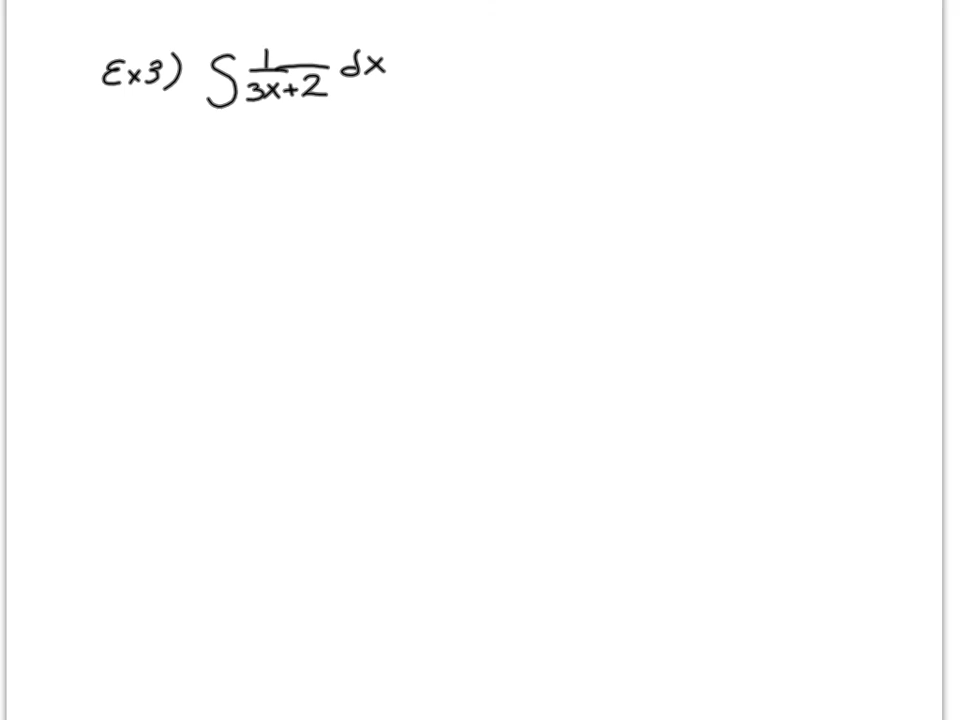 Ex3) ∫ 1/(3x+2) dx